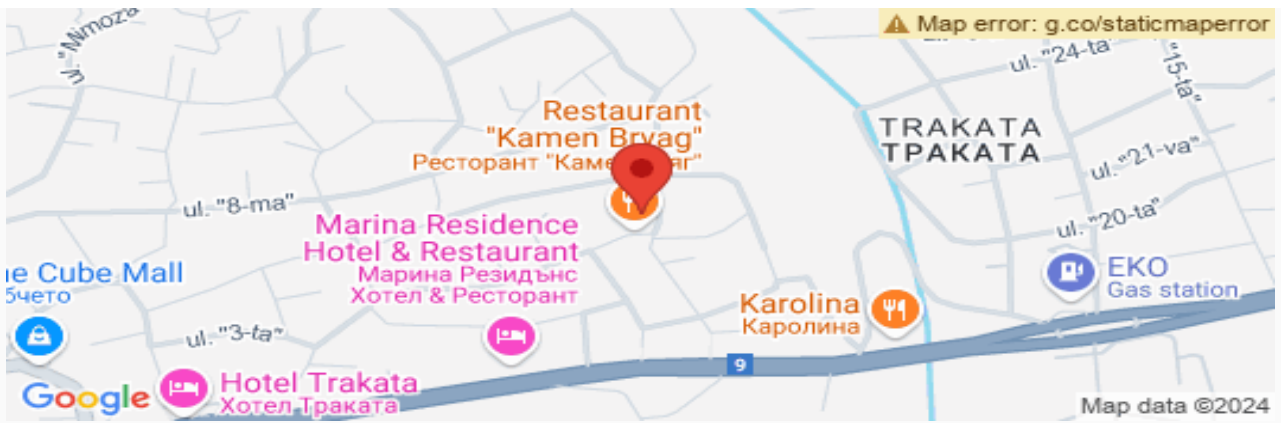 ul. "Mimoza
Map error: g.co/staticmaperror
ul. "24-ta"
"15-ta"
Restaurant
"Kamen Bryag"
Ресторант
TRAKATA
ТРАКАТА
ul. "21-va"
ul. "8-ma"
ul. "20-ta"
Marina Residence
Hotel & Restaurant
Марина Резидънс
Хотел & Ресторант
Cube Mall
EKO
Gas station
Karolina
Каролина
ul. "3-ta"
9
Google
Hotel Trakata
Хотел Траката
Map data ©2024